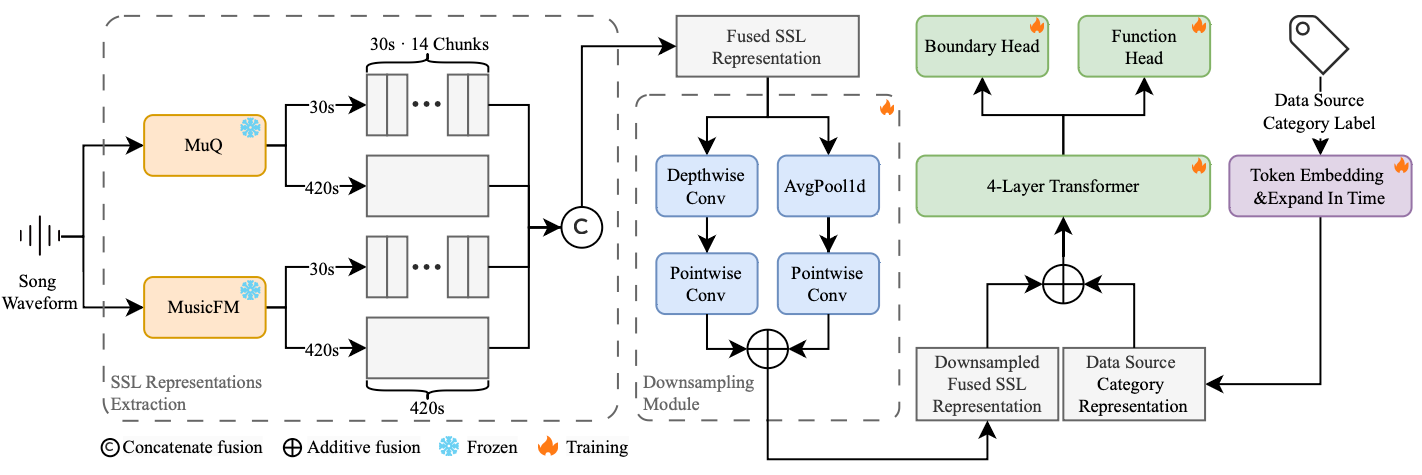 30s · 14 Chunks
MuQ
30s
420s
Song
Waveform
MusicFM
30s
420s
420s
SSL Representations
Extraction
C
Fused SSL
Representation
Depthwise
Conv
AvgPool1d
Pointwise
Conv
Pointwise
Conv
Downsampling
Module
Boundary Head
Function
Head
4-Layer Transformer
Data Source
Category Label
Token Embedding
&Expand In Time
Downsampled
Fused SSL
Representation
Data Source
Category
Representation
C Concatenate fusion
Additive fusion
Frozen
Training